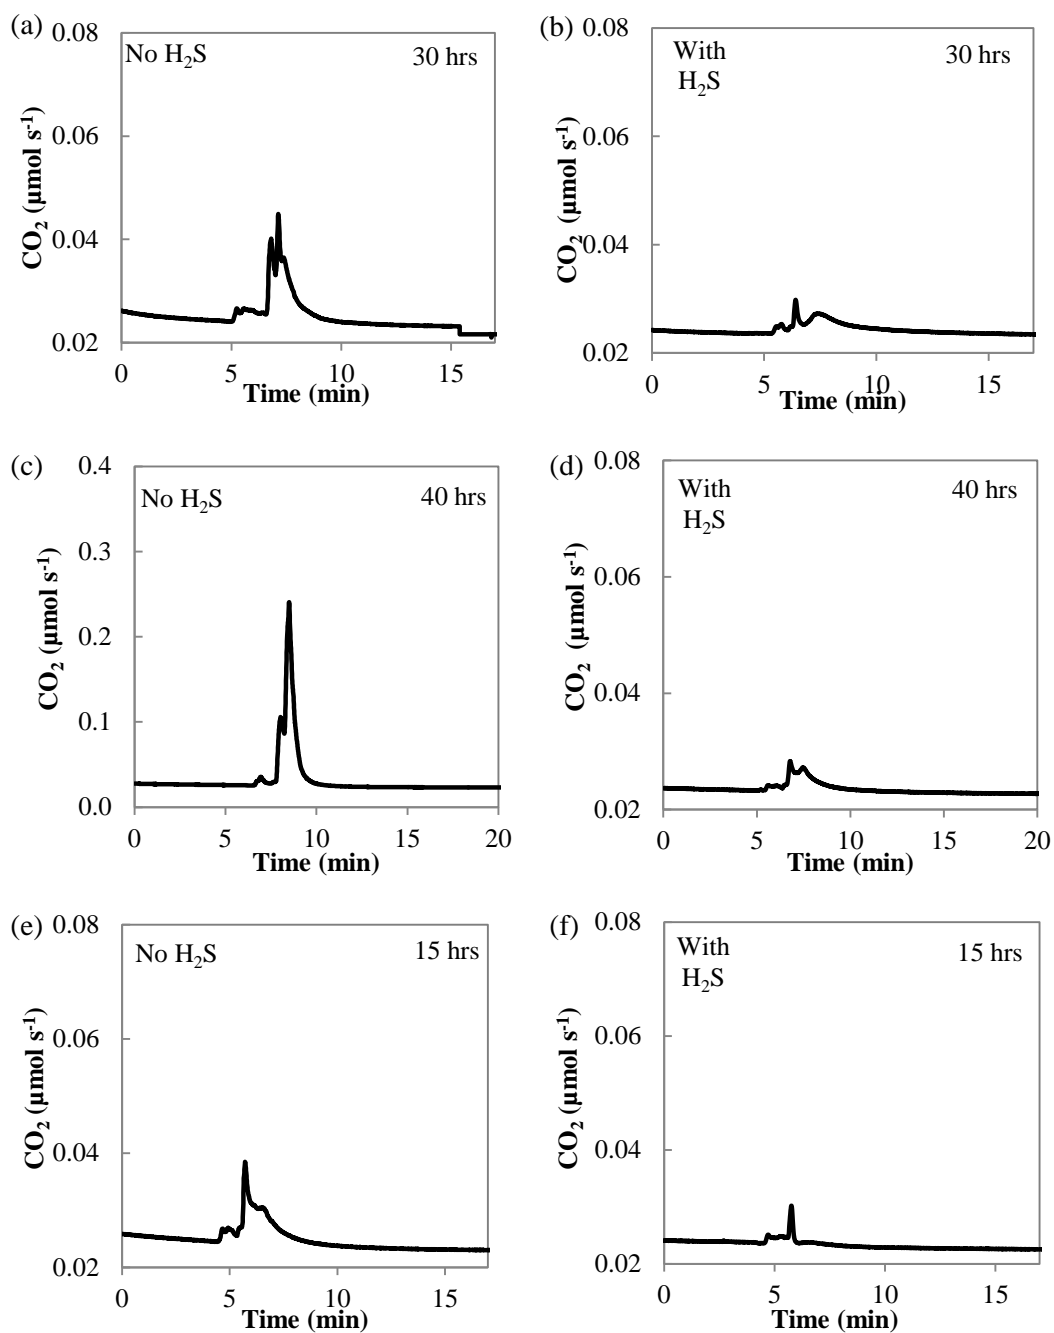 (a)
No H₂S 30 hrs
CO₂ (µmol s⁻¹)
0.08
0.06
0.04
0.02
0 5 10 15
Time (min)
(b)
With
H₂S
30 hrs
CO₂ (µmol s⁻¹)
0.08
0.06
0.04
0.02
0 5 10 15
Time (min)
(c)
No H₂S 40 hrs
CO₂ (µmol s⁻¹)
0.4
0.3
0.2
0.1
0.0
0 5 10 15 20
Time (min)
(d)
With
H₂S
40 hrs
CO₂ (µmol s⁻¹)
0.08
0.06
0.04
0.02
0 5 10 15 20
Time (min)
(e)
No H₂S 15 hrs
CO₂ (µmol s⁻¹)
0.08
0.06
0.04
0.02
0 5 10 15
Time (min)
(f)
With
H₂S
15 hrs
CO₂ (µmol s⁻¹)
0.08
0.06
0.04
0.02
0 5 10 15
Time (min)